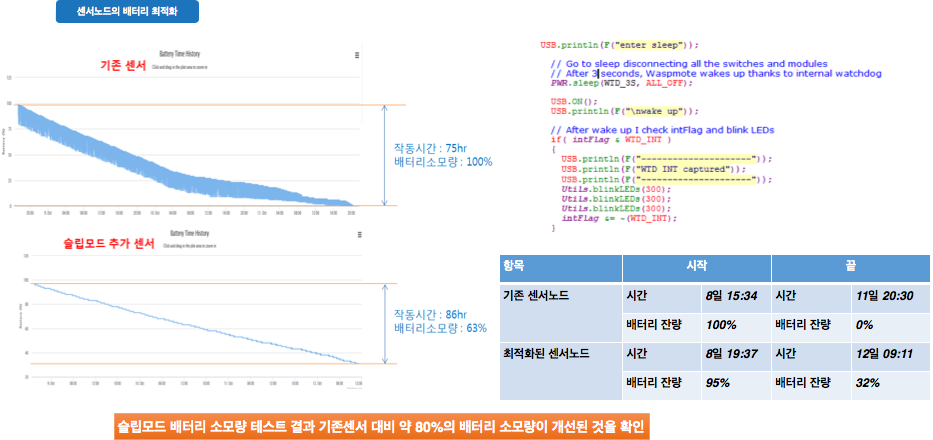 센서노드의 배터리 최적화
Battery Time History
Click and drag in the plot area to zoom in
기존 센서
작동시간 : 75hr
배터리소모량 : 100%
Battery Time History
Click and drag in the plot area to zoom in
슬립모드 추가 센서
작동시간 : 86hr
배터리소모량 : 63%
USB.println(F("enter sleep"));
// Go to sleep disconnecting all the switches and modules
// After 3 seconds, Waspmote wakes up thanks to internal watchdog
PWR.sleep(WTD_3S, ALL_OFF);
USB.ON();
USB.println(F("\nwake up"));
// After wake up I check intFlag and blink LEDs
if( intFlag & WTD_INT )
{
USB.println(F("---------------------"));
USB.println(F("WTD INT captured"));
USB.println(F("---------------------"));
Utils.blinkLEDs(300);
Utils.blinkLEDs(300);
Utils.blinkLEDs(300);
intFlag &= ~(WTD_INT);
}
항목 시작 끝
기존 센서노드 시간 8일 15:34 시간 11일 20:30
배터리 잔량 100% 배터리 잔량 0%
최적화된 센서노드 시간 8일 19:37 시간 12일 09:11
배터리 잔량 95% 배터리 잔량 32%
슬립모드 배터리 소모량 테스트 결과 기존센서 대비 약 80%의 배터리 소모량이 개선된 것을 확인